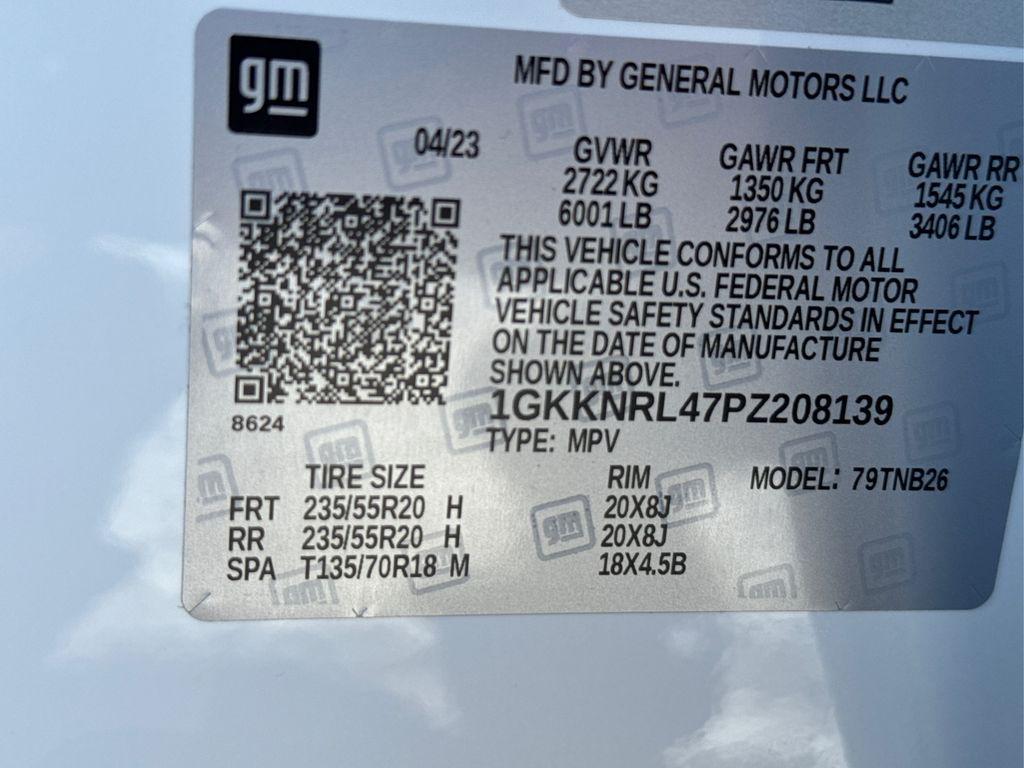 gm
MFD BY GENERAL MOTORS LLC
04/23
GVWR GAWR FRT GAWR RR
2722 KG 1350 KG 1545 KG
6001 LB 2976 LB 3406 LB
THIS VEHICLE CONFORMS TO ALL
APPLICABLE U.S. FEDERAL MOTOR
VEHICLE SAFETY STANDARDS IN EFFECT
ON THE DATE OF MANUFACTURE
SHOWN ABOVE.
1GKKNRL47PZ208139
8624
TYPE: MPV
TIRE SIZE RIM MODEL: 79TNB26
FRT 235/55R20 H 20X8J
RR 235/55R20 H 20X8J
SPA T135/70R18 M 18X4.5B